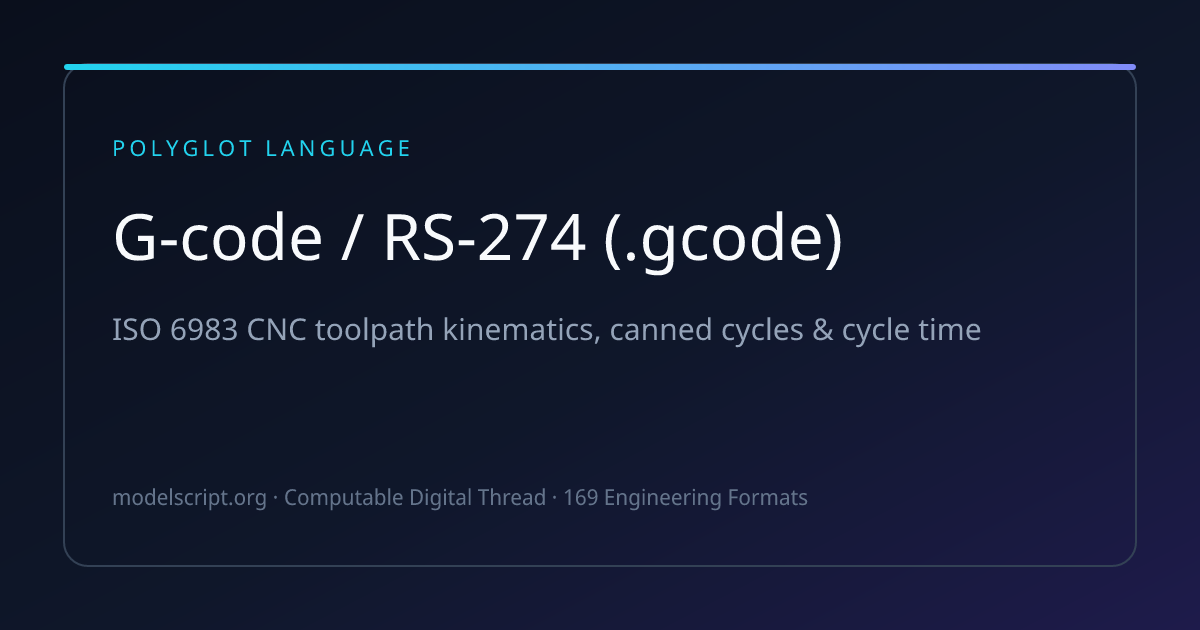 POLYGLOT LANGUAGE
G-code / RS-274 (.gcode)
ISO 6983 CNC toolpath kinematics, canned cycles & cycle time
modelscript.org · Computable Digital Thread · 169 Engineering Formats